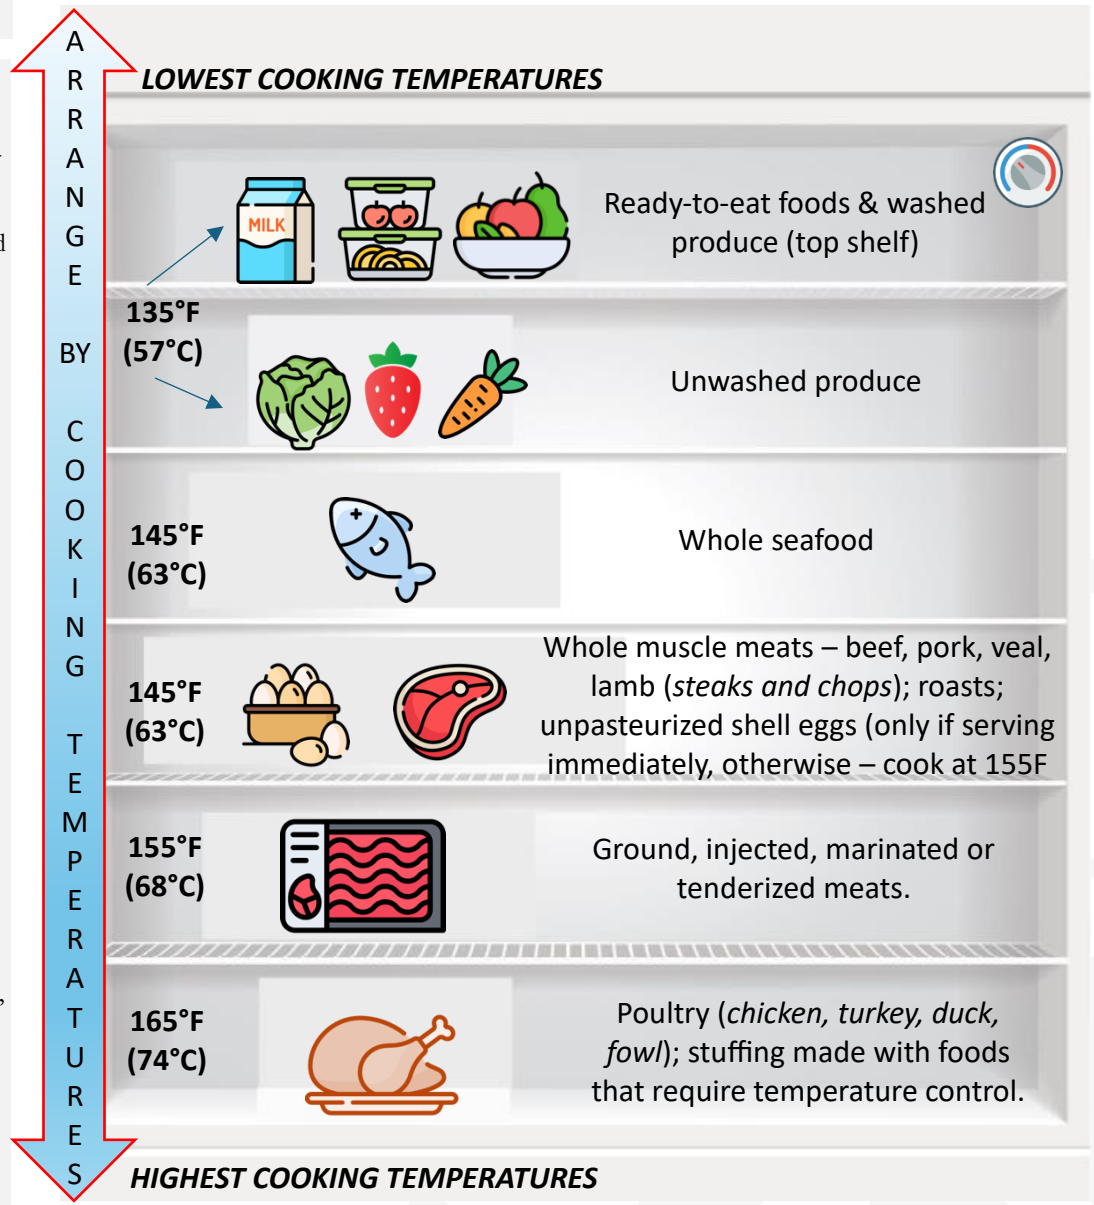 ARRANGE BY COOKING TEMPERATURES
LOWEST COOKING TEMPERATURES
MILK
Ready-to-eat foods & washed
produce (top shelf)
135°F
(57°C)
Unwashed produce
145°F
(63°C)
Whole seafood
145°F
(63°C)
Whole muscle meats – beef, pork, veal,
lamb (steaks and chops); roasts;
unpasteurized shell eggs (only if serving
immediately, otherwise – cook at 155F
155°F
(68°C)
Ground, injected, marinated or
tenderized meats.
165°F
(74°C)
Poultry (chicken, turkey, duck,
fowl); stuffing made with foods
that require temperature control.
HIGHEST COOKING TEMPERATURES